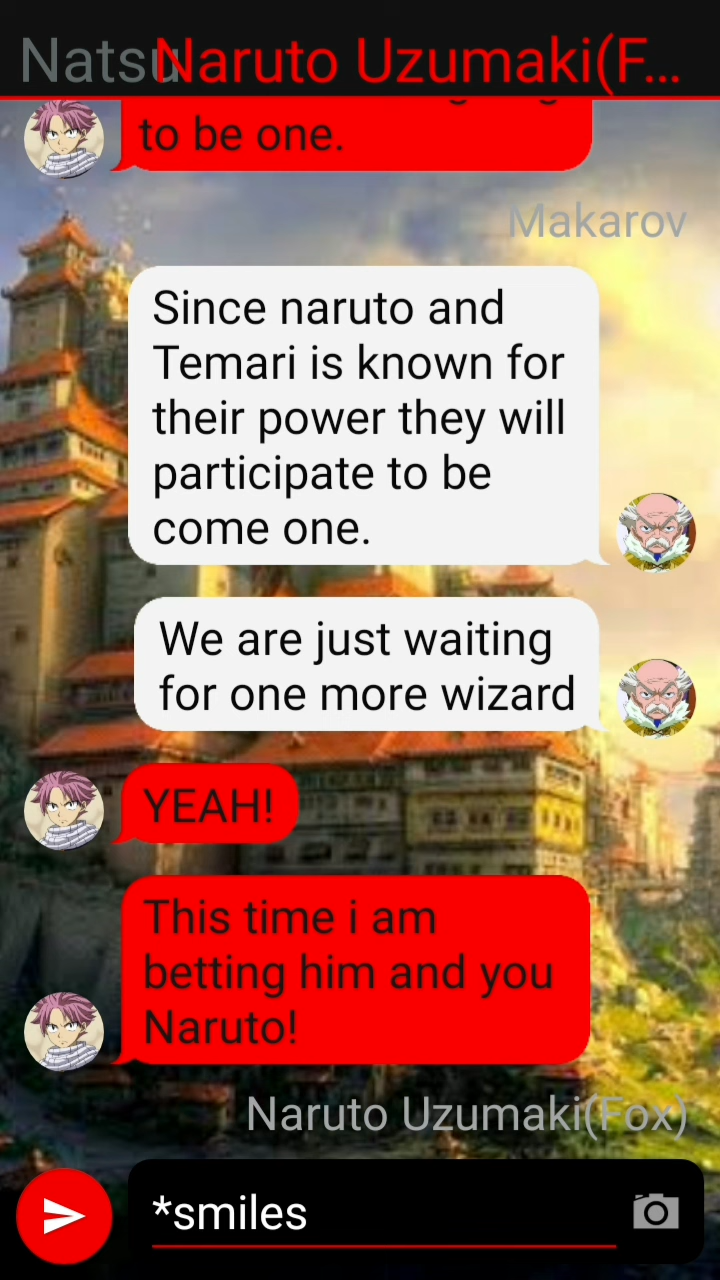 Natsu
Naruto Uzumaki(F...
to be one.
Makarov
Since naruto and
Temari is known for
their power they will
participate to be
come one.
We are just waiting
for one more wizard
YEAH!
This time i am
betting him and you
Naruto!
Naruto Uzumaki(Fox)
*smiles